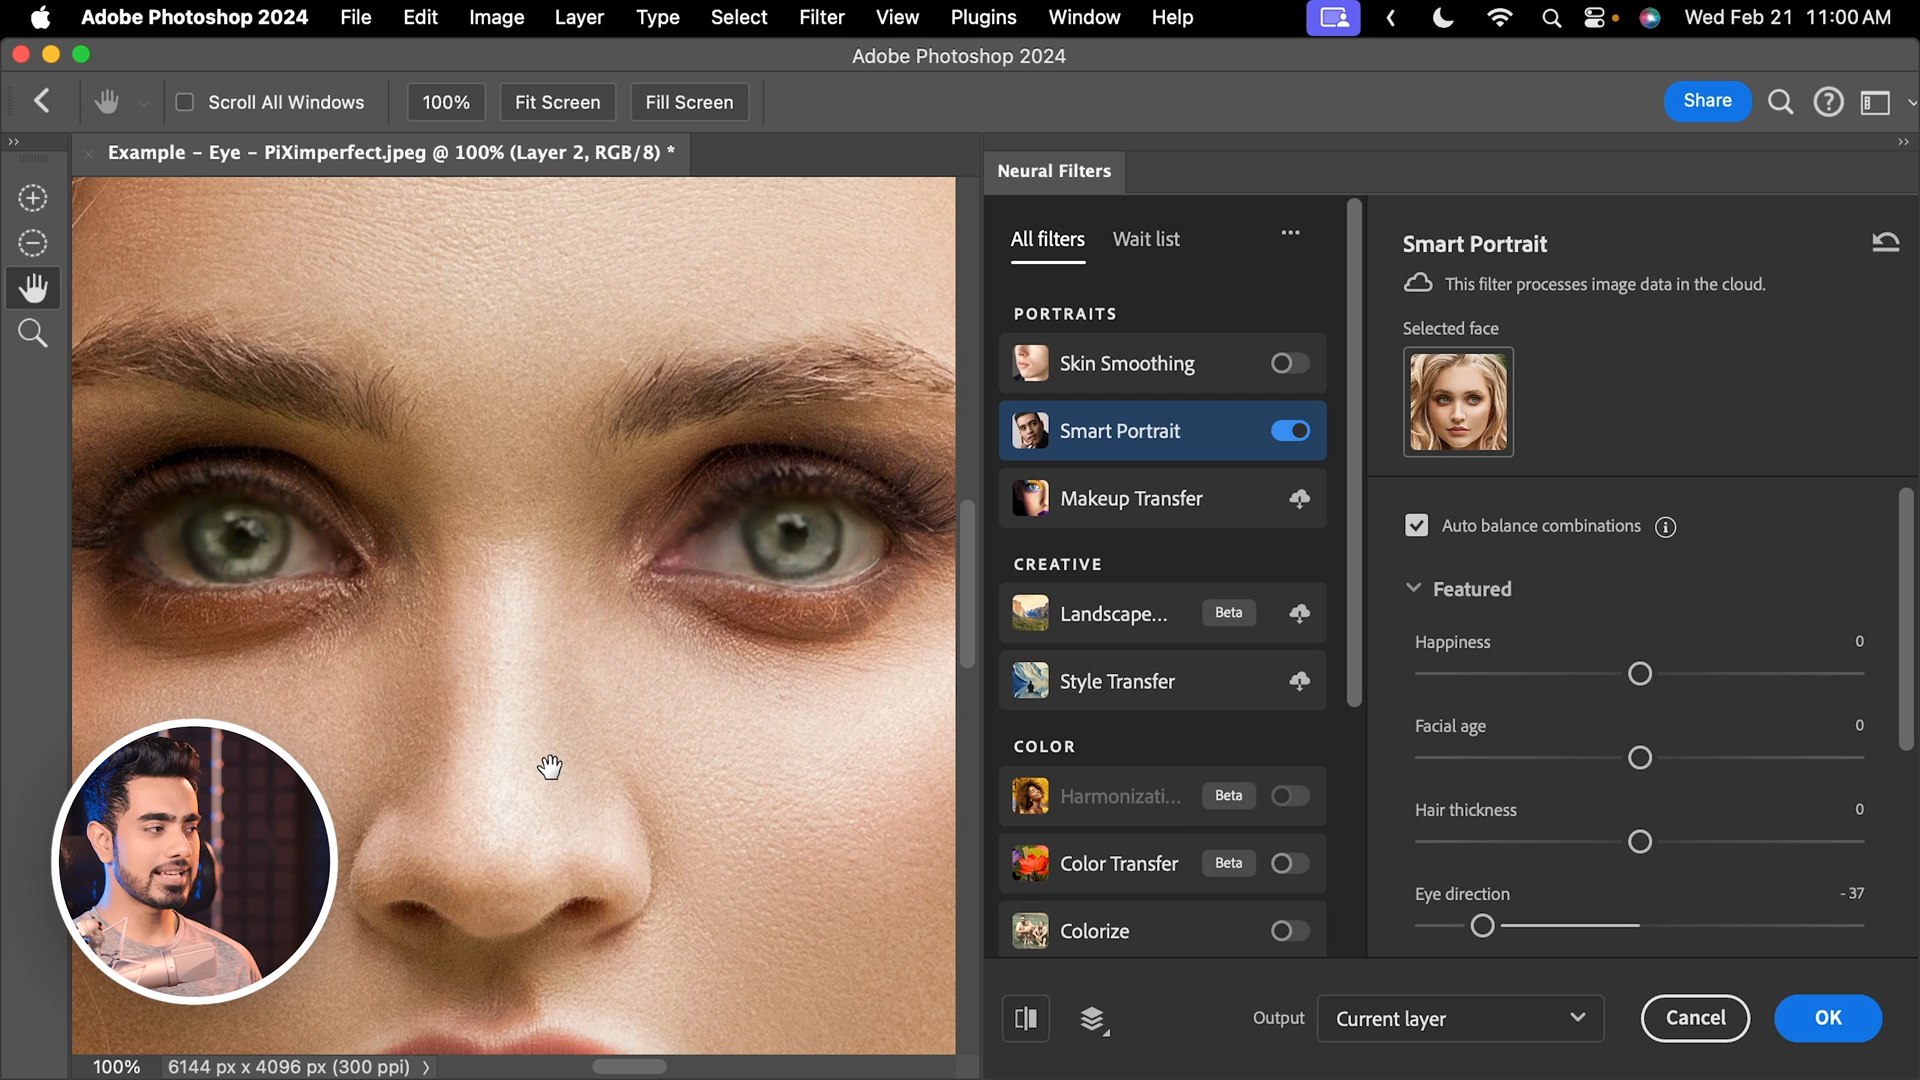 Adobe Photoshop 2024 File Edit Image Layer Type Select Filter View Plugins Window Help Wed Feb 21 11:00 AM
Adobe Photoshop 2024
Scroll All Windows 100% Fit Screen Fill Screen Share
Example - Eye - PiXimperfect.jpeg @ 100% (Layer 2, RGB/8) *
Neural Filters
All filters Wait list
PORTRAITS
Skin Smoothing
Smart Portrait
Makeup Transfer
CREATIVE
Landscape... Beta
Style Transfer
COLOR
Harmonizati... Beta
Color Transfer Beta
Colorize
Smart Portrait
This filter processes image data in the cloud.
Selected face
Auto balance combinations
Featured
Happiness 0
Facial age 0
Hair thickness 0
Eye direction -37
Output Current layer Cancel OK
100% 6144 px x 4096 px (300 ppi)